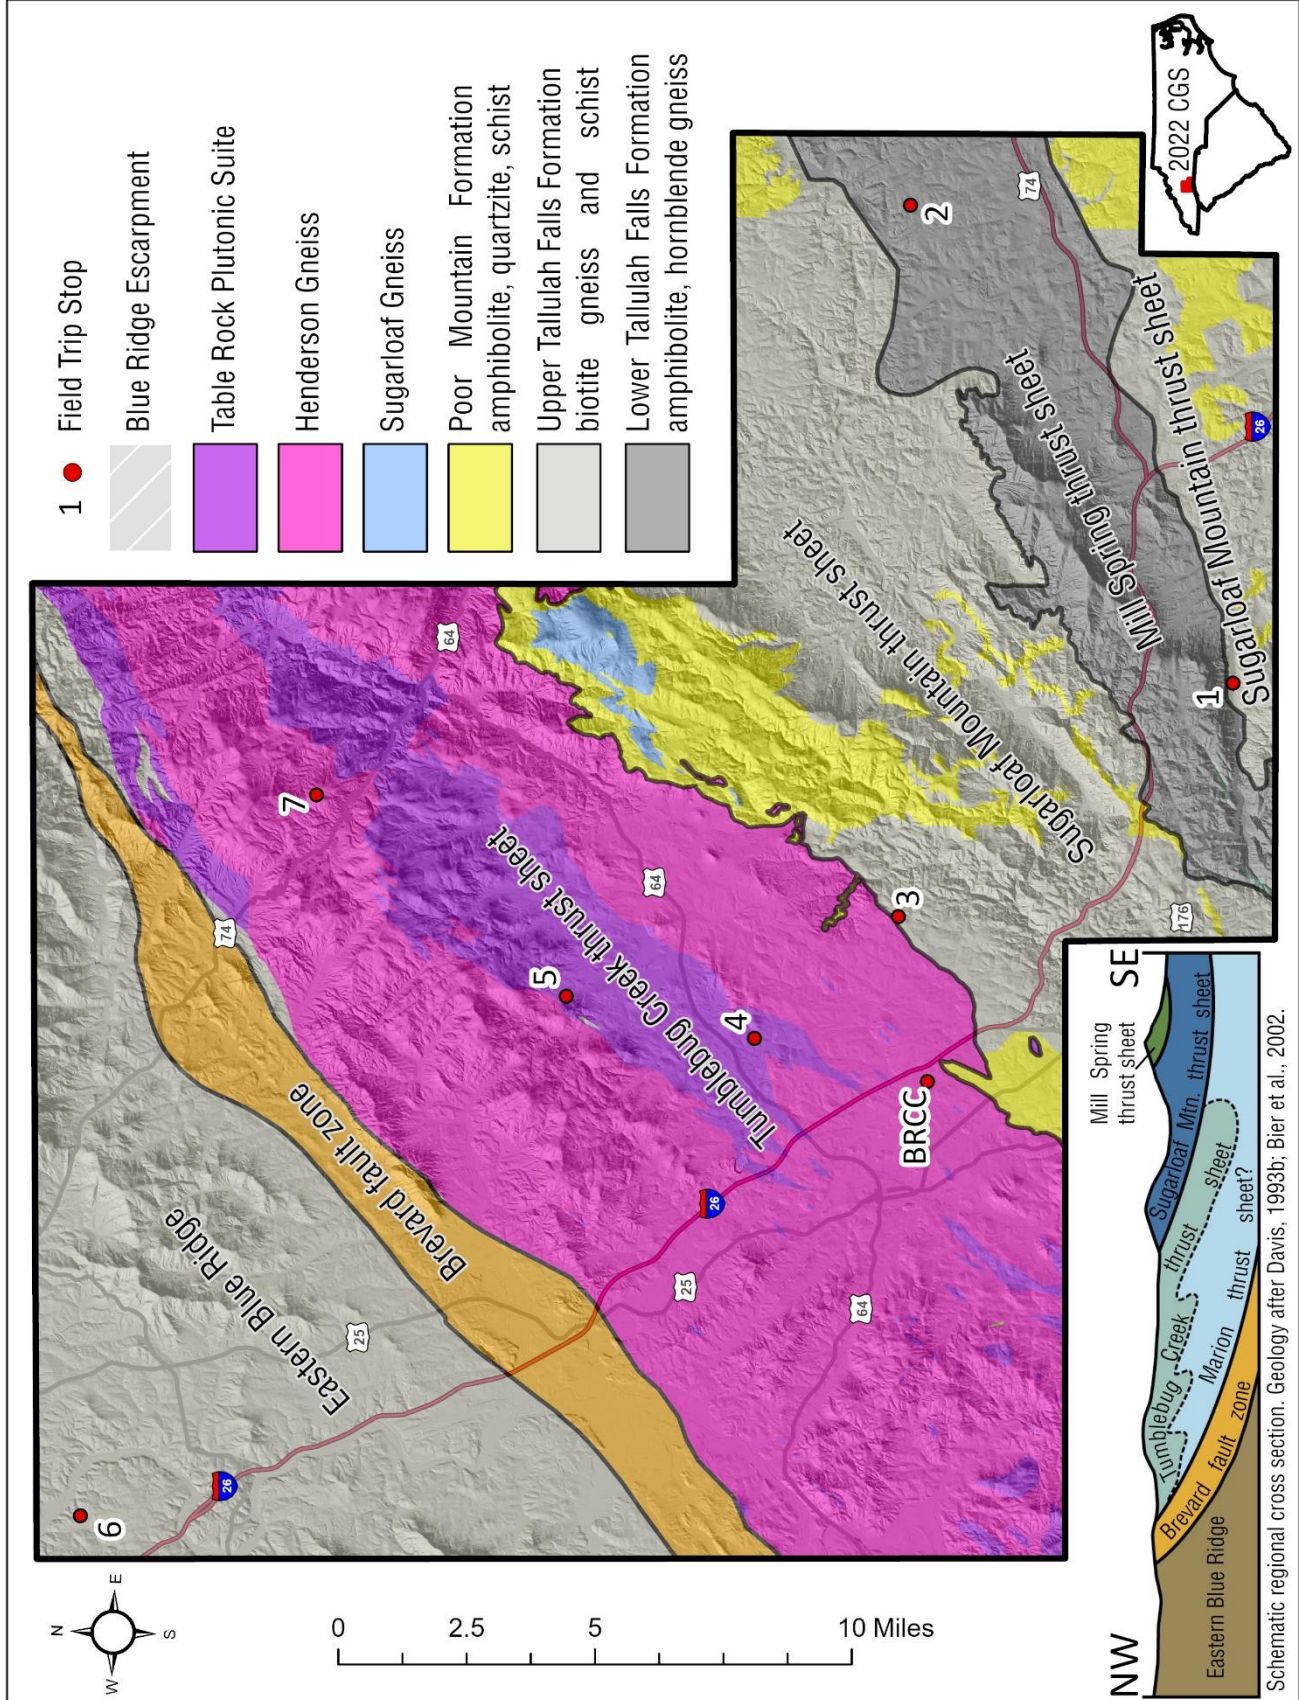 1 Field Trip Stop
Blue Ridge Escarpment
Table Rock Plutonic Suite
Henderson Gneiss
Sugarloaf Gneiss
Poor Mountain Formation
amphibolite, quartzite, schist
Upper Tallulah Falls Formation
biotite gneiss and schist
Lower Tallulah Falls Formation
amphibolite, hornblende gneiss
N
W
E
S
0
2.5
5
10 Miles
6
26
25
Eastern Blue Ridge
Brevard fault zone
74
7
64
5
Tumblebug Creek thrust sheet
64
4
26
25
64
BRCC
3
Sugarloaf Mountain thrust sheet
176
Mill Spring thrust sheet
2
74
1
Sugarloaf Mountain thrust sheet
26
2022 CGS
NW
SE
Mill Spring
thrust sheet
Eastern Blue Ridge
Brevard fault zone
Tumblebug Creek thrust sheet
Marion thrust sheet?
Sugarloaf Mtn. thrust sheet
Schematic regional cross section. Geology after Davis, 1993b; Bier et al., 2002.